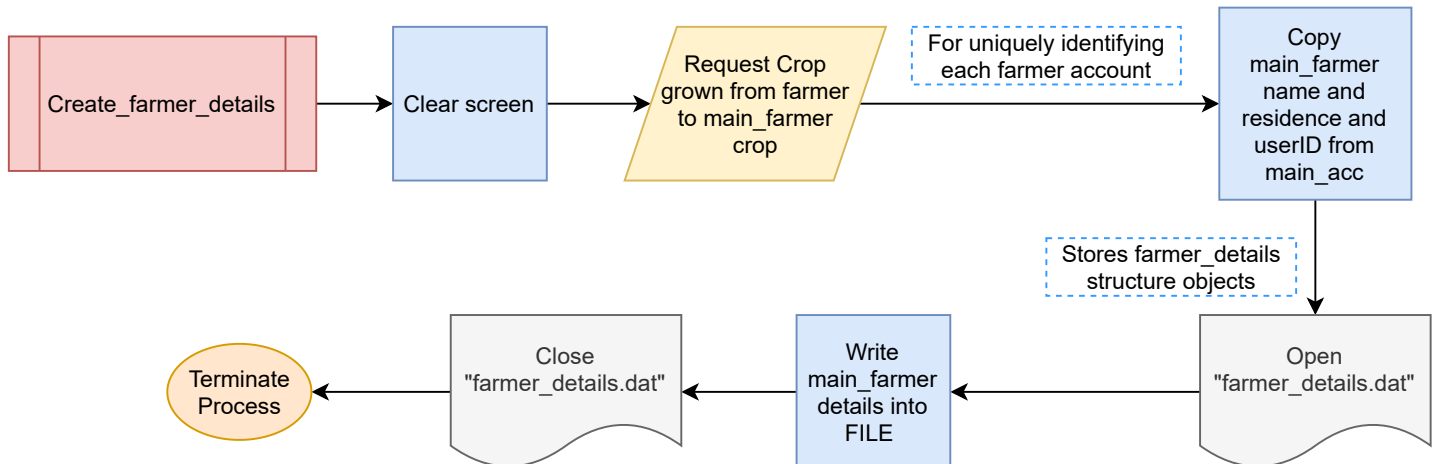 Create_farmer_details
Clear screen
Request Crop
grown from farmer
to main_farmer
crop
For uniquely identifying
each farmer account
Copy
main_farmer
name and
residence and
userID from
main_acc
Stores farmer_details
structure objects
Open
"farmer_details.dat"
Write
main_farmer
details into
FILE
Close
"farmer_details.dat"
Terminate
Process